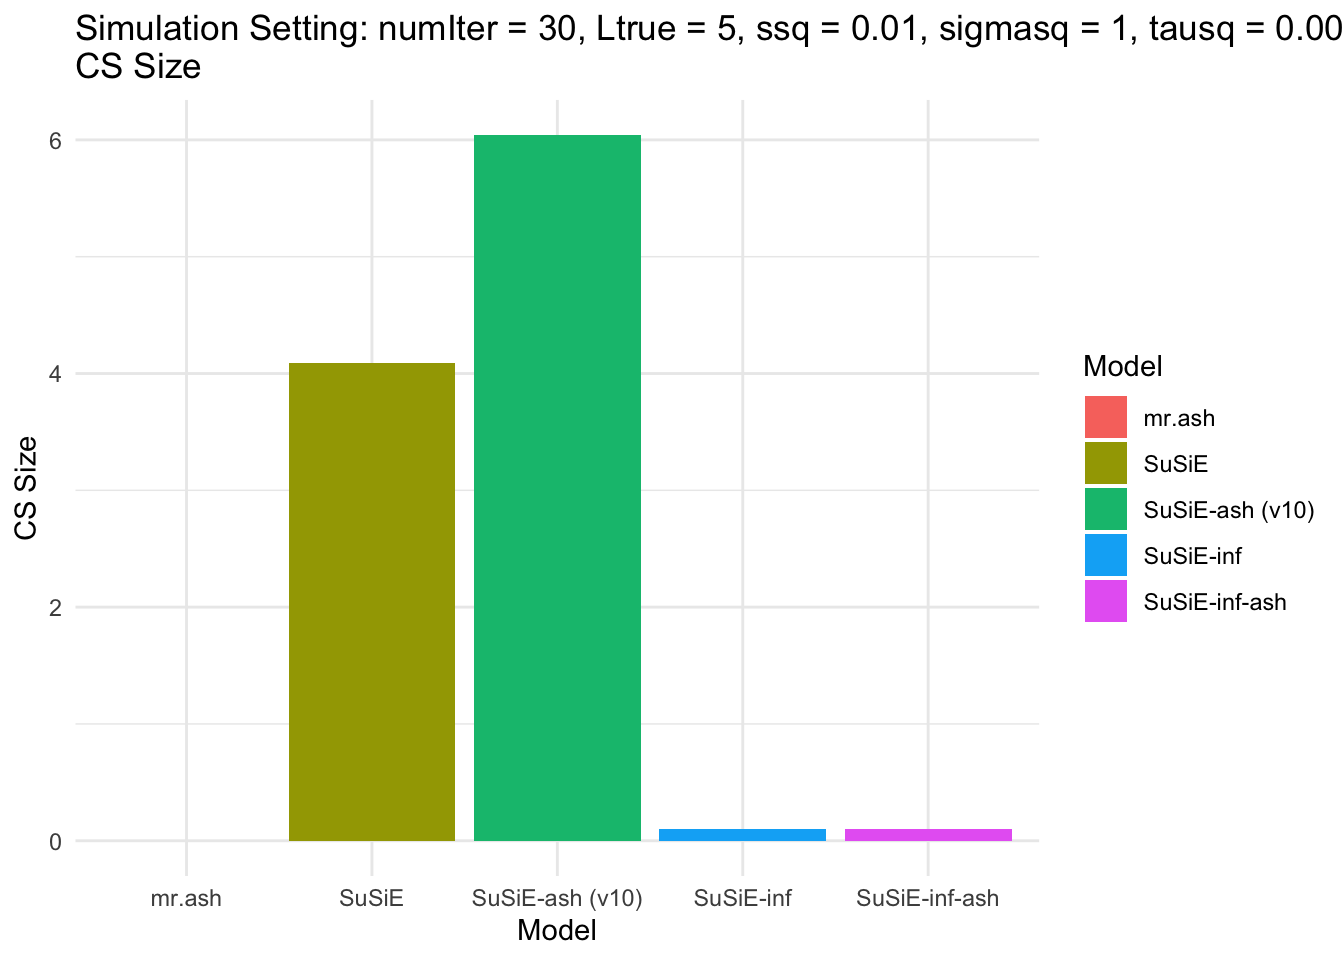 Simulation Setting: numIter = 30, Ltrue = 5, ssq = 0.01, sigmasq = 1, tausq = 0.00
CS Size
6
4
2
0
CS Size
mr.ash
SuSiE
SuSiE-ash (v10)
SuSiE-inf
SuSiE-inf-ash
Model
Model
mr.ash
SuSiE
SuSiE-ash (v10)
SuSiE-inf
SuSiE-inf-ash